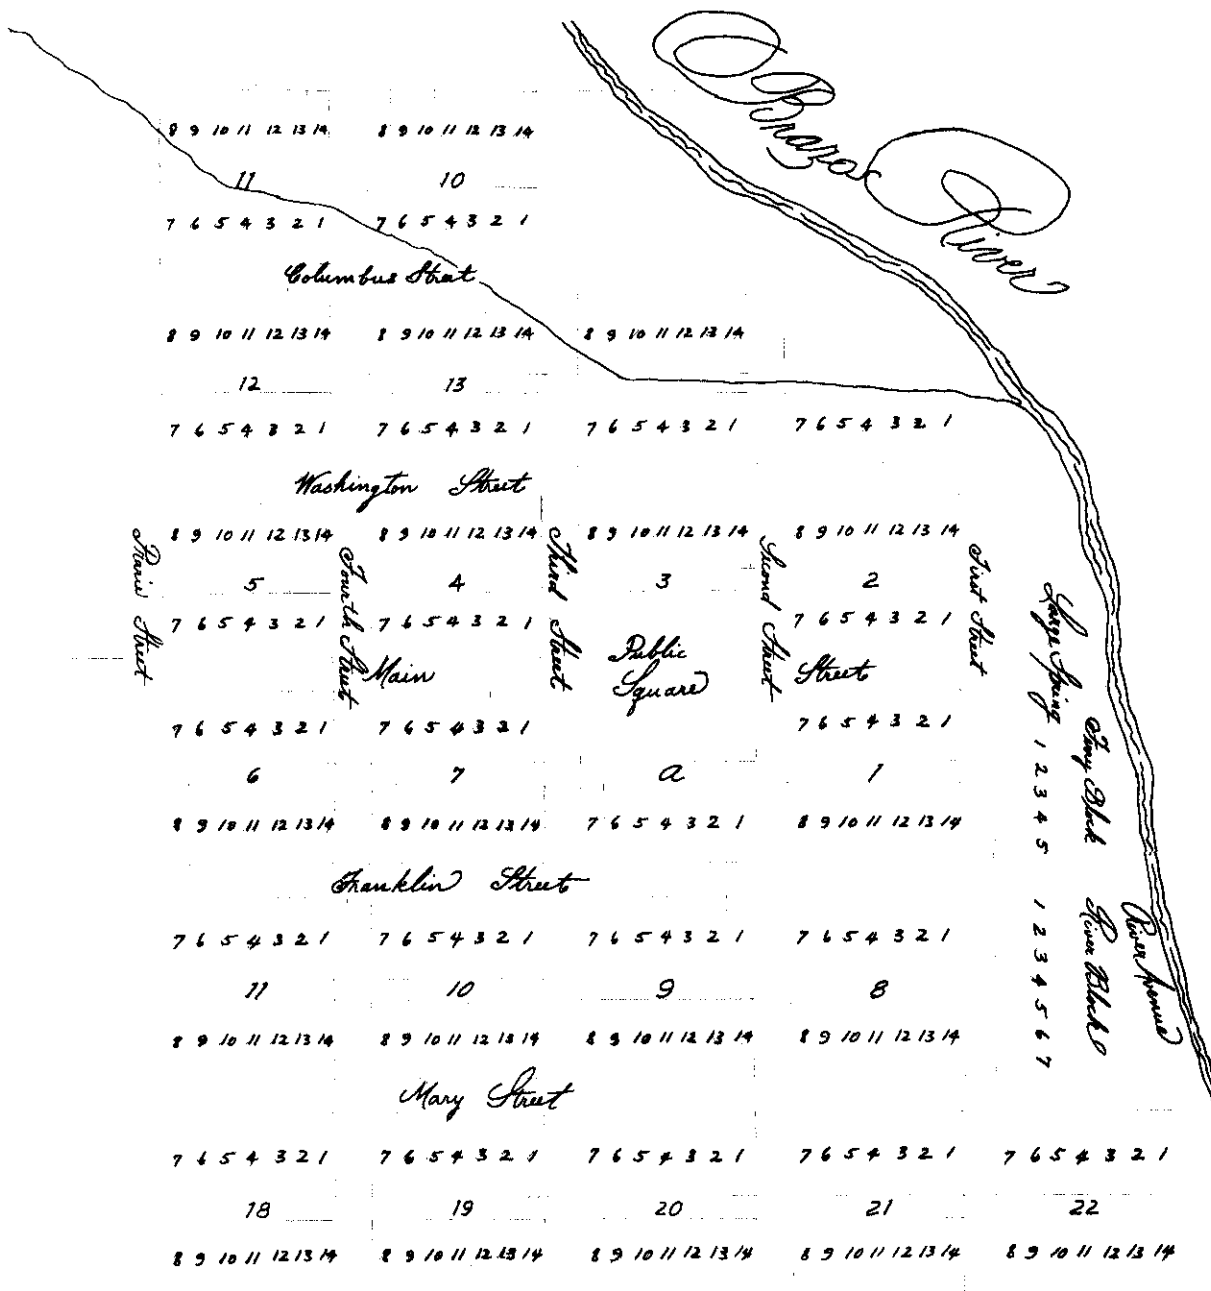 Brazos River
8 9 10 11 12 13 14 8 9 10 11 12 13 14
11 10
7 6 5 4 3 2 1 7 6 5 4 3 2 1
Columbus Street
8 9 10 11 12 13 14 8 9 10 11 12 13 14 8 9 10 11 12 13 14
12 13
7 6 5 4 3 2 1 7 6 5 4 3 2 1 7 6 5 4 3 2 1 7 6 5 4 3 2 1
Washington Street
8 9 10 11 12 13 14 8 9 10 11 12 13 14 8 9 10 11 12 13 14 8 9 10 11 12 13 14
Prarie Street
Fourth Street
Third Street
Second Street
First Street
5 4 3 2
7 6 5 4 3 2 1 7 6 5 4 3 2 1 7 6 5 4 3 2 1
Main Street
Public
Square
7 6 5 4 3 2 1 7 6 5 4 3 2 1 7 6 5 4 3 2 1
6 7 a 1
8 9 10 11 12 13 14 8 9 10 11 12 13 14 7 6 5 4 3 2 1 8 9 10 11 12 13 14
Large Spring
Ferry Block
1 2 3 4 5
River Block
1 2 3 4 5 6 7
River Avenue
Franklin Street
7 6 5 4 3 2 1 7 6 5 4 3 2 1 7 6 5 4 3 2 1 7 6 5 4 3 2 1
11 10 9 8
8 9 10 11 12 13 14 8 9 10 11 12 13 14 8 9 10 11 12 13 14 8 9 10 11 12 13 14
Mary Street
7 6 5 4 3 2 1 7 6 5 4 3 2 1 7 6 5 4 3 2 1 7 6 5 4 3 2 1 7 6 5 4 3 2 1
18 19 20 21 22
8 9 10 11 12 13 14 8 9 10 11 12 13 14 8 9 10 11 12 13 14 8 9 10 11 12 13 14 8 9 10 11 12 13 14